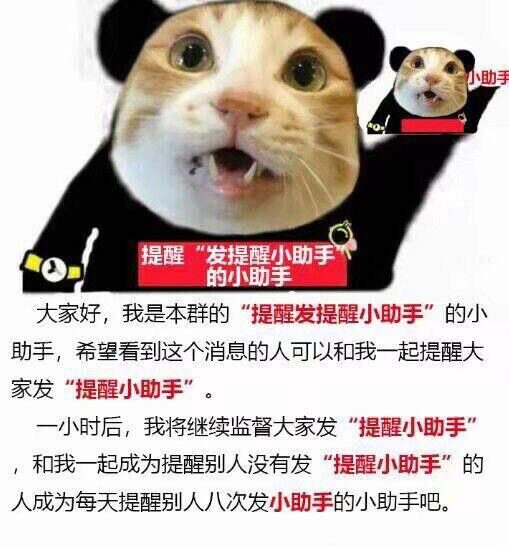 小助手
提醒“发提醒小助手”
的小助手
大家好，我是本群的“提醒发提醒小助手”的小
助手，希望看到这个消息的人可以和我一起提醒大
家发“提醒小助手”。
一小时后，我将继续监督大家发“提醒小助手”
，和我一起成为提醒别人没有发“提醒小助手”的
人成为每天提醒别人八次发小助手的小助手吧。